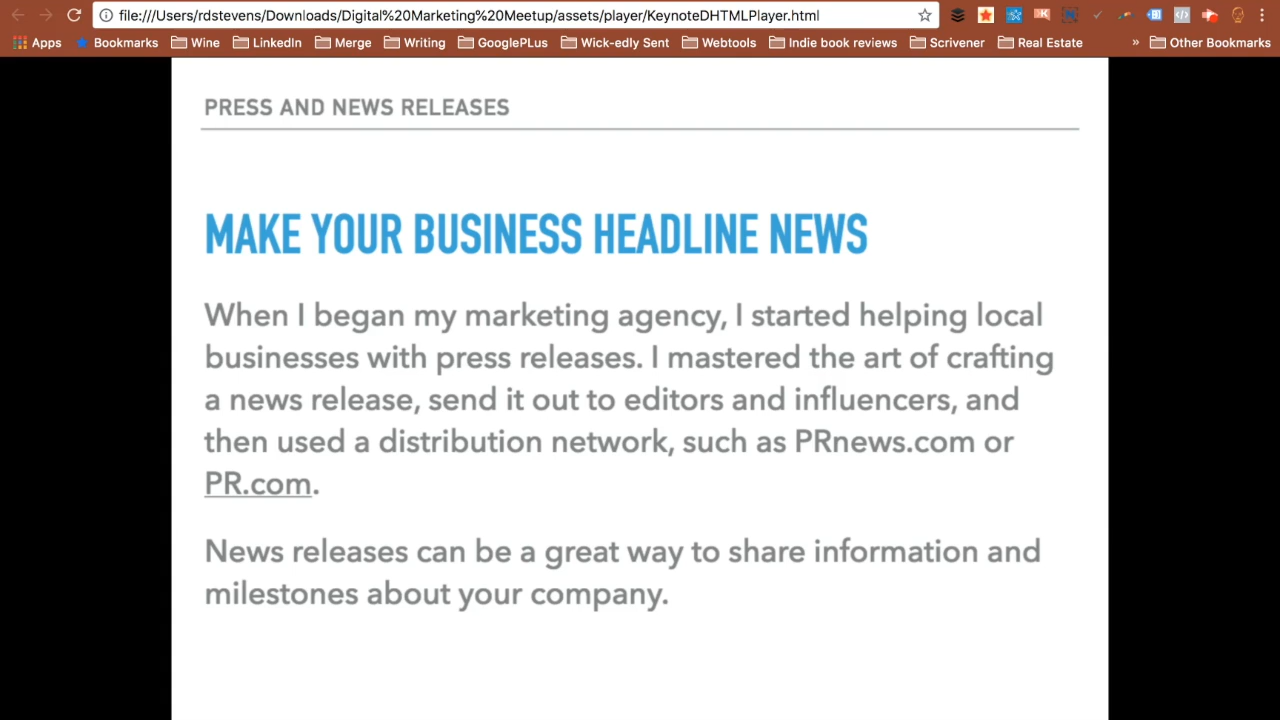 file:///Users/rdstevens/Downloads/Digital%20Marketing%20Meetup/assets/player/KeynoteDHTMLPlayer.html
Apps Bookmarks Wine LinkedIn Merge Writing GooglePLus Wick-edly Sent Webtools Indie book reviews Scrivener Real Estate » Other Bookmarks
PRESS AND NEWS RELEASES
MAKE YOUR BUSINESS HEADLINE NEWS
When I began my marketing agency, I started helping local
businesses with press releases. I mastered the art of crafting
a news release, send it out to editors and influencers, and
then used a distribution network, such as PRnews.com or
PR.com.
News releases can be a great way to share information and
milestones about your company.